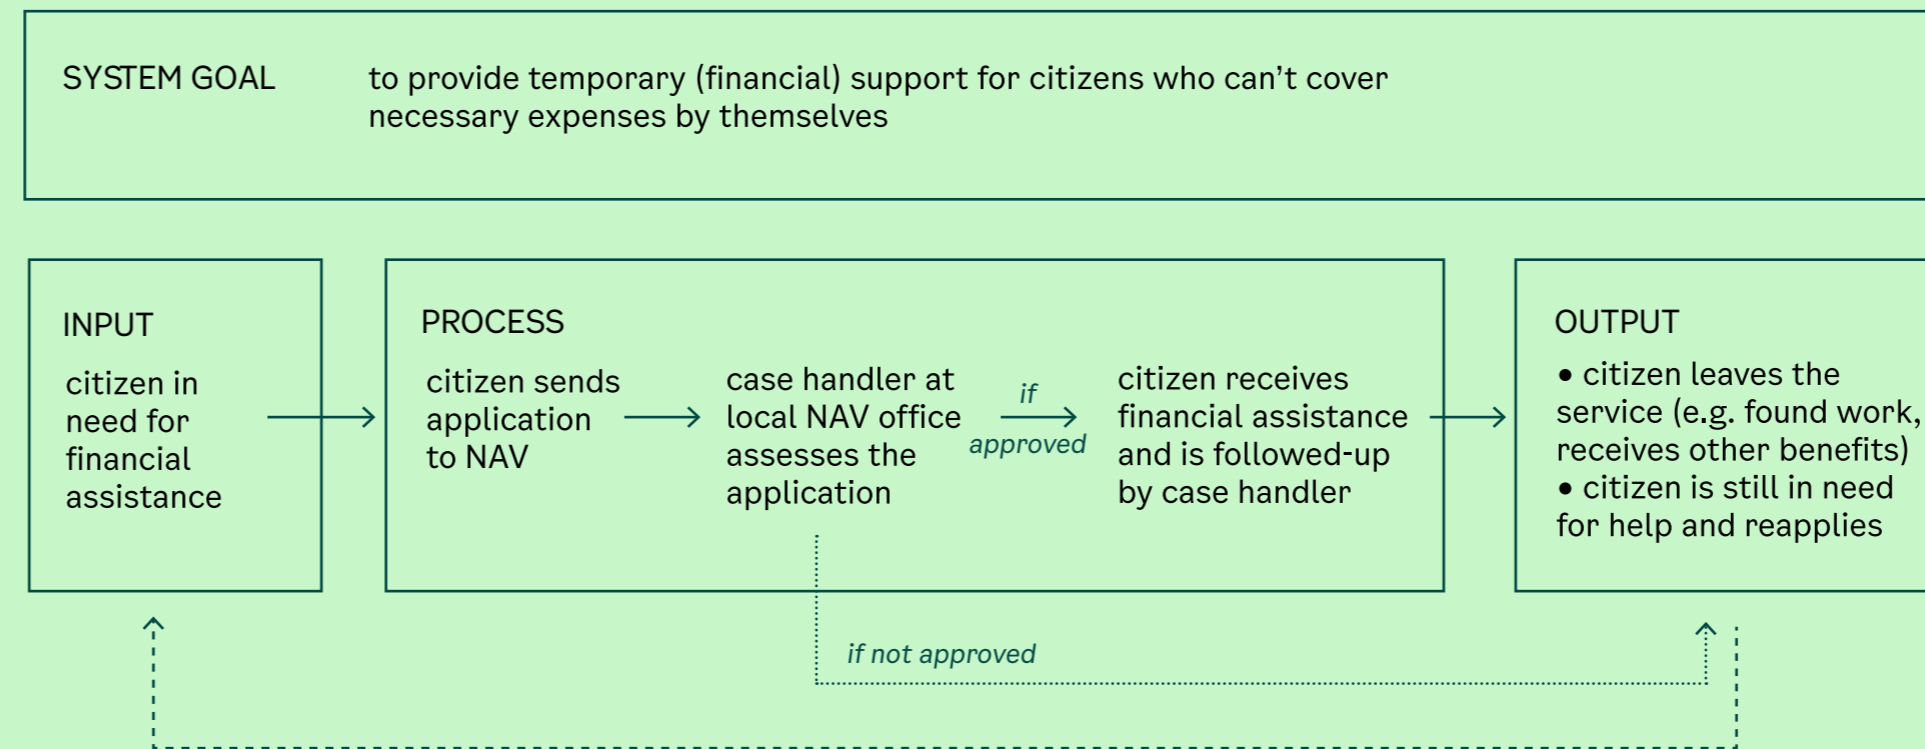 SYSTEM GOAL
to provide temporary (financial) support for citizens who can't cover
necessary expenses by themselves
INPUT
citizen in
need for
financial
assistance
PROCESS
citizen sends
application
to NAV
case handler at
local NAV office
assesses the
application
if
approved
citizen receives
financial assistance
and is followed-up
by case handler
OUTPUT
• citizen leaves the
service (e.g. found work,
receives other benefits)
• citizen is still in need
for help and reapplies
if not approved